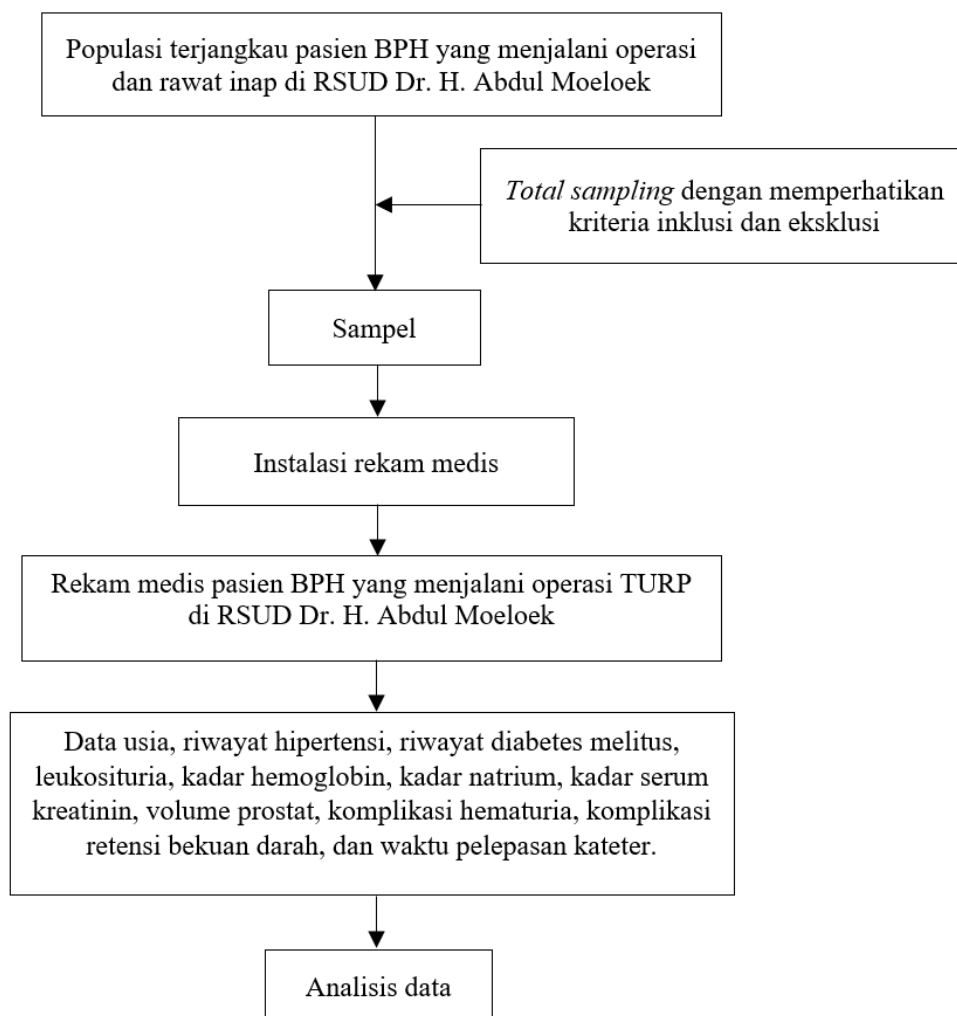 Populasi terjangkau pasien BPH yang menjalani operasi
dan rawat inap di RSUD Dr. H. Abdul Moeloek
Total sampling dengan memperhatikan
kriteria inklusi dan eksklusi
Sampel
Instalasi rekam medis
Rekam medis pasien BPH yang menjalani operasi TURP
di RSUD Dr. H. Abdul Moeloek
Data usia, riwayat hipertensi, riwayat diabetes melitus,
leukosituria, kadar hemoglobin, kadar natrium, kadar serum
kreatinin, volume prostat, komplikasi hematuria, komplikasi
retensi bekuan darah, dan waktu pelepasan kateter.
Analisis data